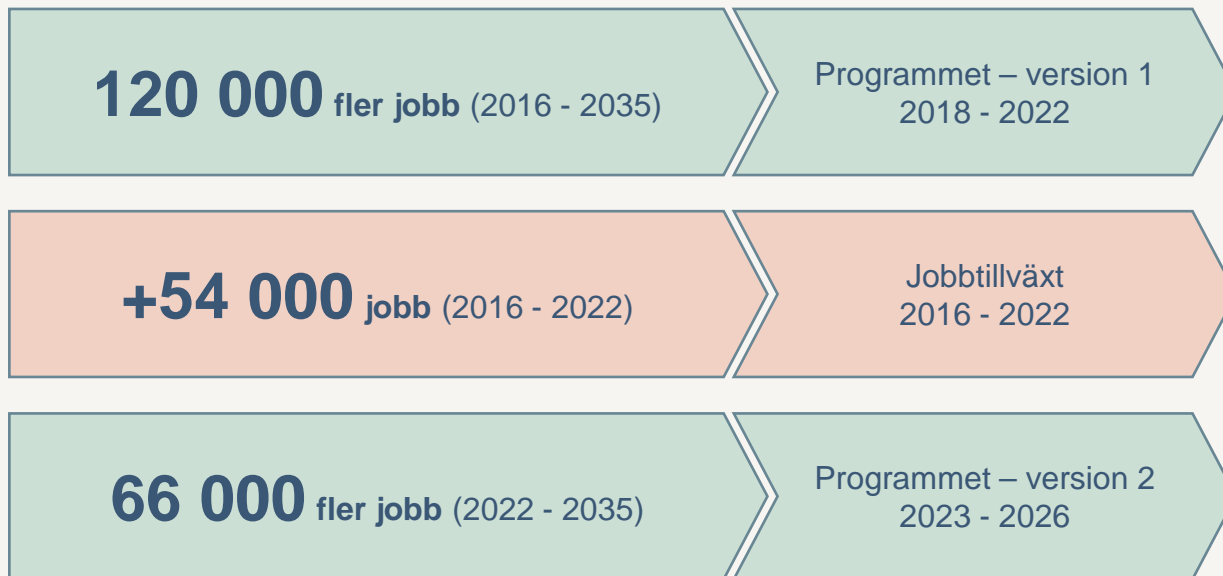 120 000 fler jobb (2016 - 2035)
Programmet – version 1
2018 - 2022
+54 000 jobb (2016 - 2022)
Jobbtillväxt
2016 - 2022
66 000 fler jobb (2022 - 2035)
Programmet – version 2
2023 - 2026